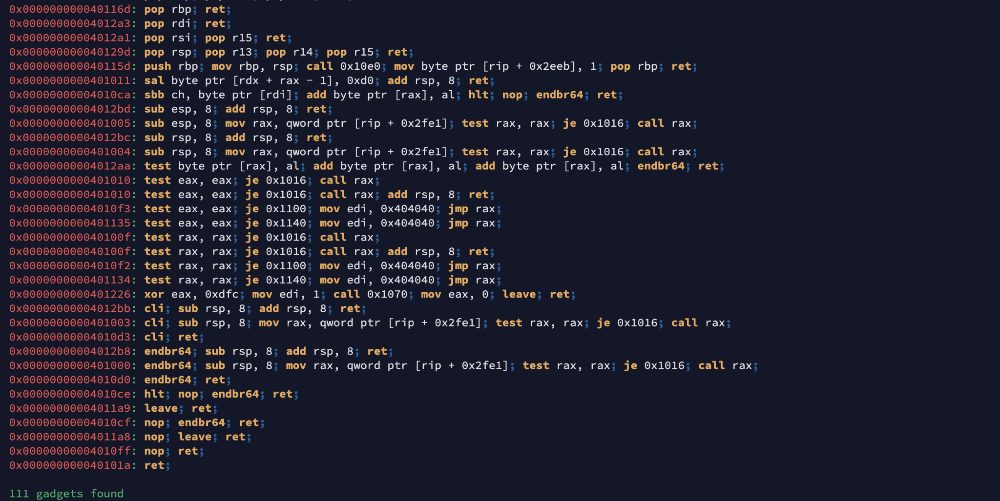 0x000000000040116d: pop rbp; ret;
0x00000000004012a3: pop rdi; ret;
0x00000000004012a1: pop rsi; pop r15; ret;
0x000000000040129d: pop rsp; pop r13; pop r14; pop r15; ret;
0x000000000040115d: push rbp; mov rbp, rsp; call 0x10e0; mov byte ptr [rip + 0x2eeb], 1; pop rbp; ret;
0x0000000000401011: sal byte ptr [rdx + rax - 1], 0xd0; add rsp, 8; ret;
0x00000000004010ca: sbb ch, byte ptr [rdi]; add byte ptr [rax], al; hlt; nop; endbr64; ret;
0x00000000004012bd: sub esp, 8; add rsp, 8; ret;
0x0000000000401005: sub esp, 8; mov rax, qword ptr [rip + 0x2fe1]; test rax, rax; je 0x1016; call rax;
0x00000000004012bc: sub rsp, 8; add rsp, 8; ret;
0x0000000000401004: sub rsp, 8; mov rax, qword ptr [rip + 0x2fe1]; test rax, rax; je 0x1016; call rax;
0x00000000004012aa: test byte ptr [rax], al; add byte ptr [rax], al; add byte ptr [rax], al; endbr64; ret;
0x0000000000401010: test eax, eax; je 0x1016; call rax;
0x0000000000401010: test eax, eax; je 0x1016; call rax; add rsp, 8; ret;
0x00000000004010f3: test eax, eax; je 0x1100; mov edi, 0x404040; jmp rax;
0x0000000000401135: test eax, eax; je 0x1140; mov edi, 0x404040; jmp rax;
0x000000000040100f: test rax, rax; je 0x1016; call rax;
0x000000000040100f: test rax, rax; je 0x1016; call rax; add rsp, 8; ret;
0x00000000004010f2: test rax, rax; je 0x1100; mov edi, 0x404040; jmp rax;
0x0000000000401134: test rax, rax; je 0x1140; mov edi, 0x404040; jmp rax;
0x0000000000401226: xor eax, 0xdfc; mov edi, 1; call 0x1070; mov eax, 0; leave; ret;
0x00000000004012bb: cli; sub rsp, 8; add rsp, 8; ret;
0x0000000000401003: cli; sub rsp, 8; mov rax, qword ptr [rip + 0x2fe1]; test rax, rax; je 0x1016; call rax;
0x00000000004010d3: cli; ret;
0x00000000004012b8: endbr64; sub rsp, 8; add rsp, 8; ret;
0x0000000000401000: endbr64; sub rsp, 8; mov rax, qword ptr [rip + 0x2fe1]; test rax, rax; je 0x1016; call rax;
0x00000000004010d0: endbr64; ret;
0x00000000004010ce: hlt; nop; endbr64; ret;
0x00000000004011a9: leave; ret;
0x00000000004010cf: nop; endbr64; ret;
0x00000000004011a8: nop; leave; ret;
0x00000000004010ff: nop; ret;
0x000000000040101a: ret;
111 gadgets found